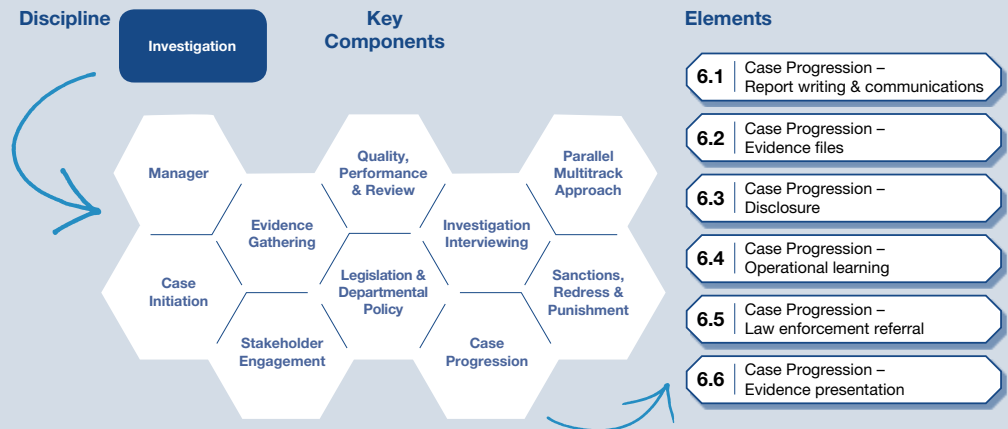 Discipline
Investigation
Key
Components
Elements
Manager
Quality,
Performance
& Review
Parallel
Multitrack
Approach
Evidence
Gathering
Investigation
Interviewing
Case
Initiation
Legislation &
Departmental
Policy
Sanctions,
Redress &
Punishment
Stakeholder
Engagement
Case
Progression
6.1
Case Progression –
Report writing & communications
6.2
Case Progression –
Evidence files
6.3
Case Progression –
Disclosure
6.4
Case Progression –
Operational learning
6.5
Case Progression –
Law enforcement referral
6.6
Case Progression –
Evidence presentation